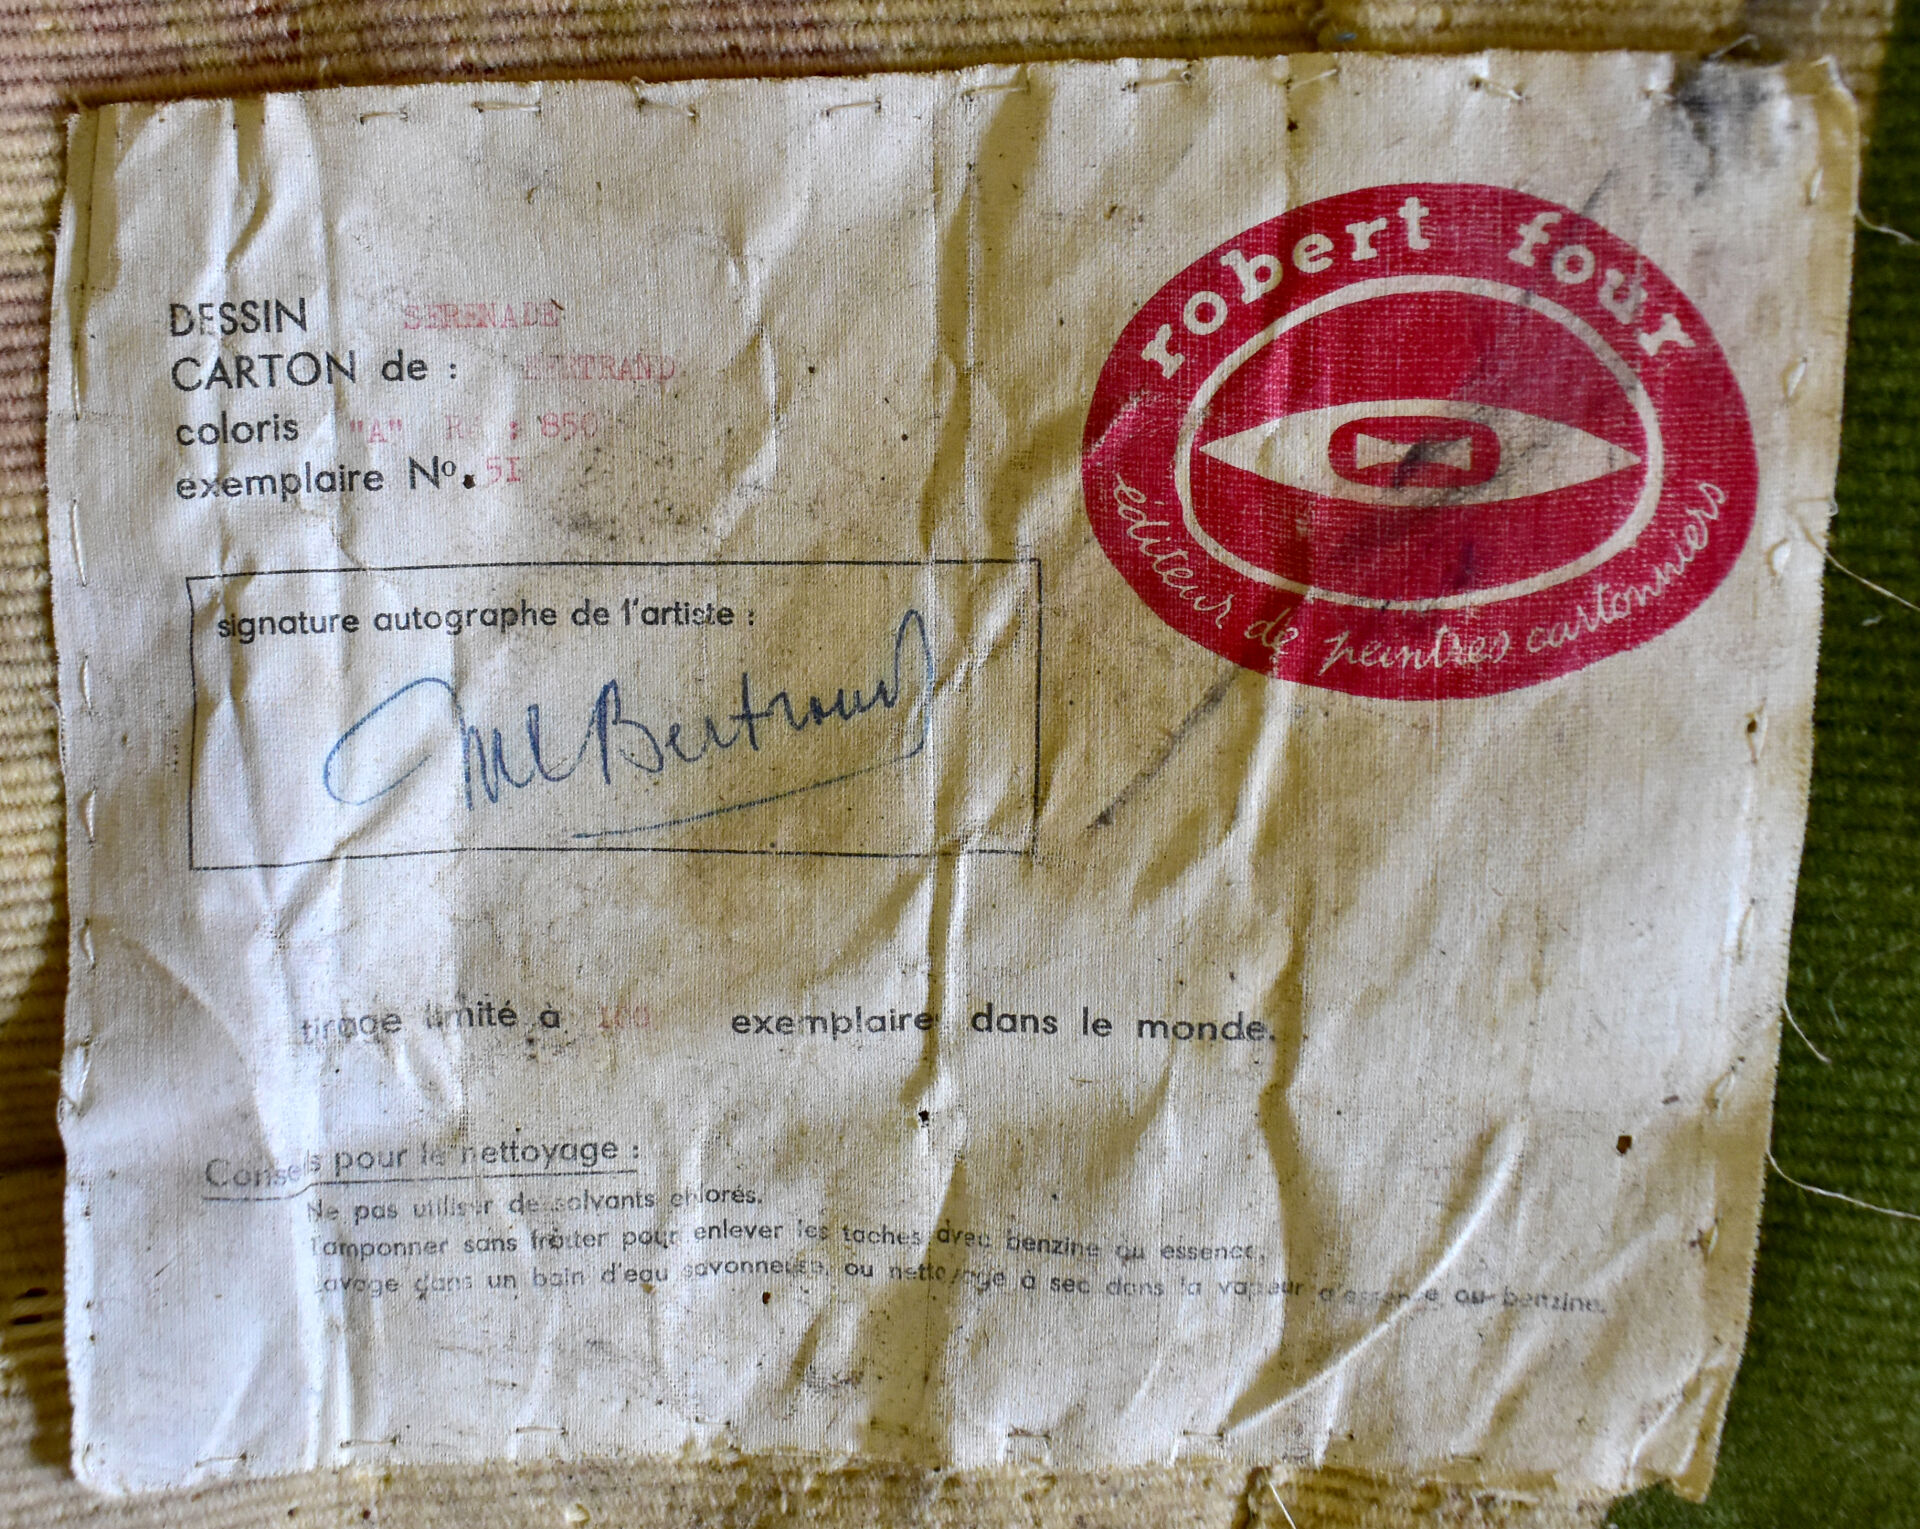 DESSIN SERENADE
CARTON de : BERTRAND
coloris "A" Rf : 850
exemplaire Nº. 5I
robert four
éditeur de peintres cartonniers
signature autographe de l'artiste :
Bertrand
tirage limité à 100 exemplaires dans le monde.
Conseils pour le nettoyage :
Ne pas utiliser de solvants chlorés.
Tamponner sans frotter pour enlever les taches avec benzine ou essence,
Lavage dans un bain d'eau savonneuse, ou nettoyage à sec dans la vapeur d'essence ou benzine.